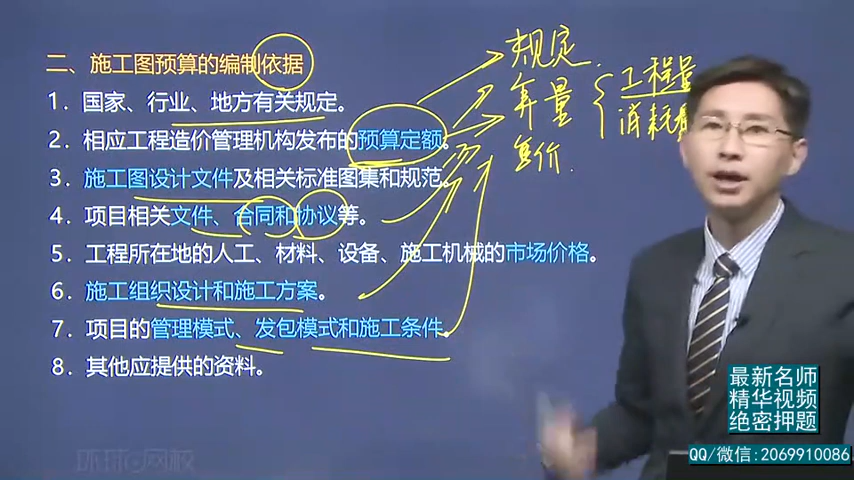 二、施工图预算的编制依据
1．国家、行业、地方有关规定。
2．相应工程造价管理机构发布的预算定额。
3．施工图设计文件及相关标准图集和规范。
4．项目相关文件、合同和协议等。
5．工程所在地的人工、材料、设备、施工机械的市场价格。
6．施工组织设计和施工方案。
7．项目的管理模式、发包模式和施工条件。
8．其他应提供的资料。
规定.
算量
工程量
消耗
套价.
环球网校
最新名师
精华视频
绝密押题
QQ/微信:2069910086